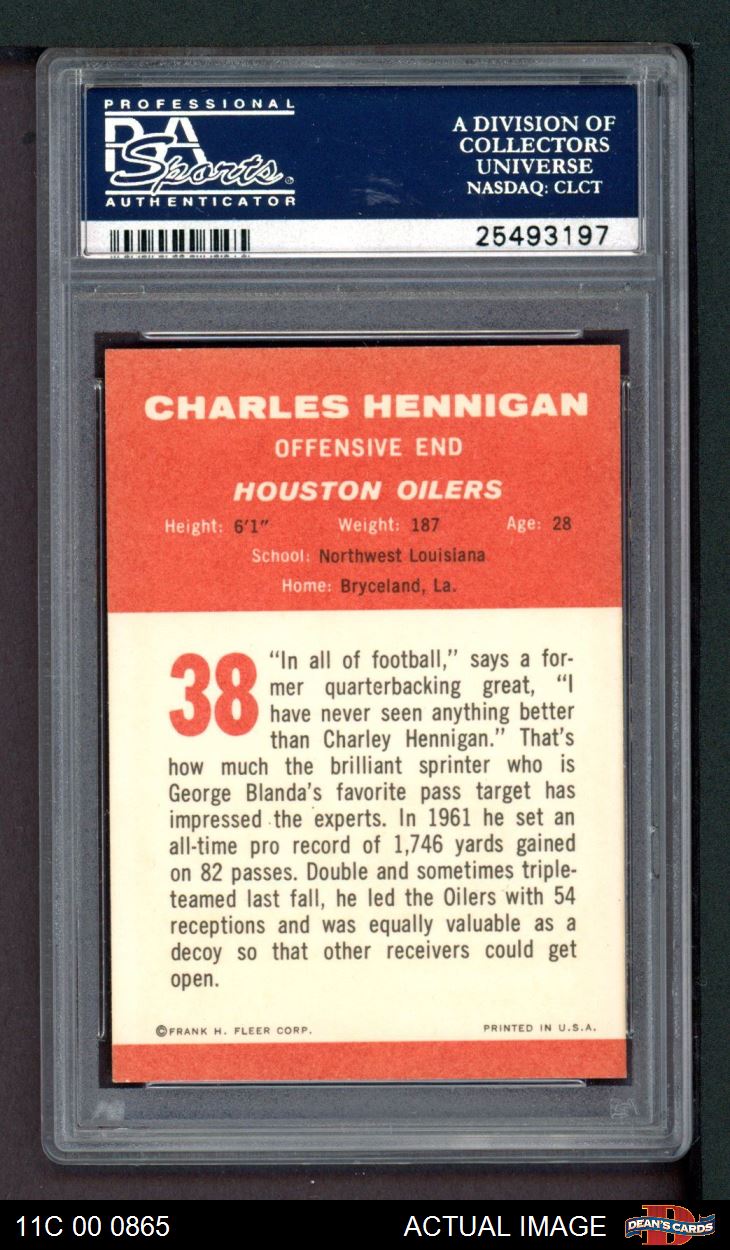 PROFESSIONAL
PSA
Sports
AUTHENTICATOR
A DIVISION OF
COLLECTORS
UNIVERSE
NASDAQ: CLCT
25493197
CHARLES HENNIGAN
OFFENSIVE END
HOUSTON OILERS
Height: 6'1" Weight: 187 Age: 28
School: Northwest Louisiana
Home: Bryceland, La.
38 "In all of football," says a for-
mer quarterbacking great, "I
have never seen anything better
than Charley Hennigan." That's
how much the brilliant sprinter who is
George Blanda's favorite pass target has
impressed the experts. In 1961 he set an
all-time pro record of 1,746 yards gained
on 82 passes. Double and sometimes triple-
teamed last fall, he led the Oilers with 54
receptions and was equally valuable as a
decoy so that other receivers could get
open.
©FRANK H. FLEER CORP. PRINTED IN U.S.A.
11C 00 0865 ACTUAL IMAGE DEAN'S CARDS